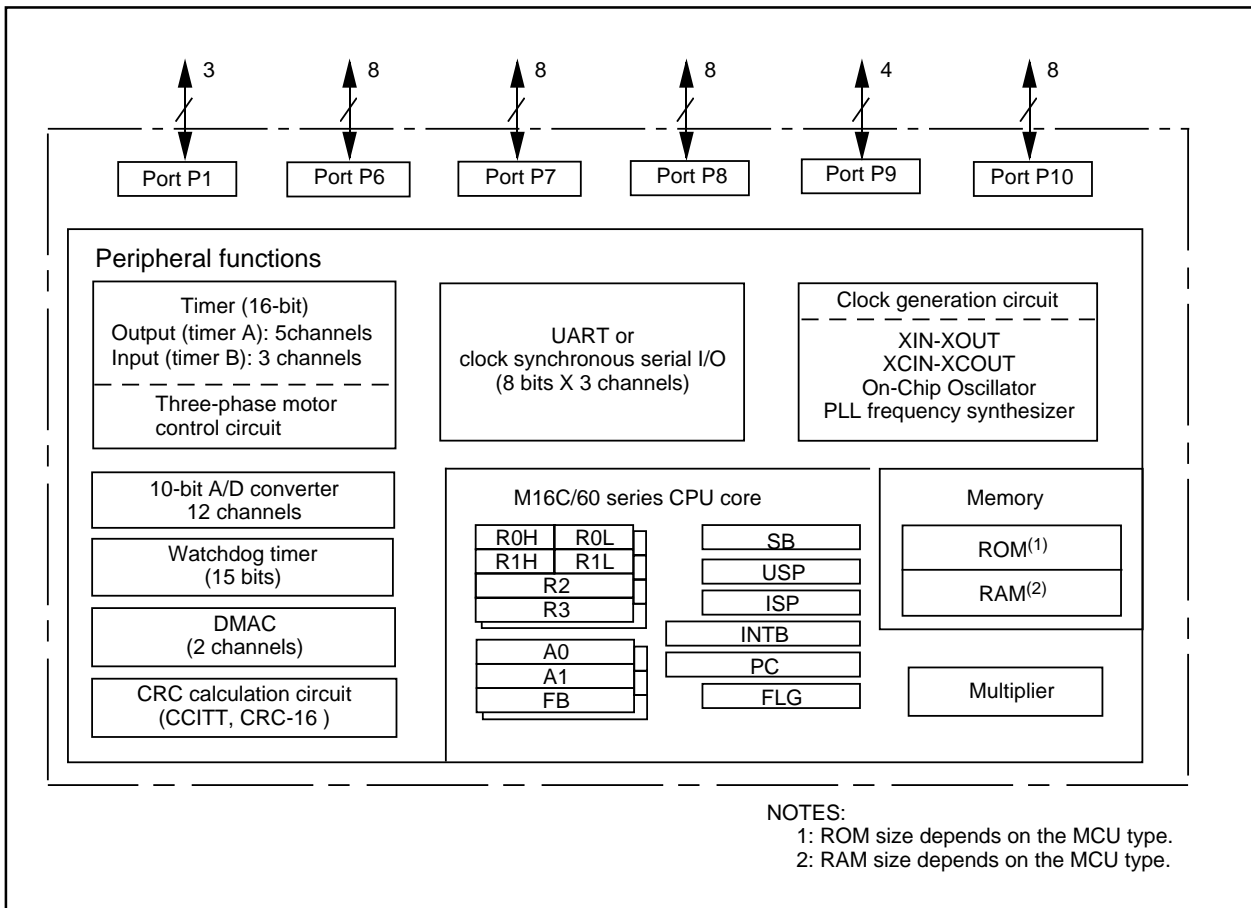 3
8
8
8
4
8
Port P1
Port P6
Port P7
Port P8
Port P9
Port P10
Peripheral functions
Timer (16-bit)
Output (timer A): 5channels
Input (timer B): 3 channels
Three-phase motor
control circuit
UART or
clock synchronous serial I/O
(8 bits X 3 channels)
Clock generation circuit
XIN-XOUT
XCIN-XCOUT
On-Chip Oscillator
PLL frequency synthesizer
10-bit A/D converter
12 channels
Watchdog timer
(15 bits)
DMAC
(2 channels)
CRC calculation circuit
(CCITT, CRC-16 )
M16C/60 series CPU core
R0H
R0L
R1H
R1L
R2
R3
A0
A1
FB
SB
USP
ISP
INTB
PC
FLG
Memory
ROM(1)
RAM(2)
Multiplier
NOTES:
1: ROM size depends on the MCU type.
2: RAM size depends on the MCU type.